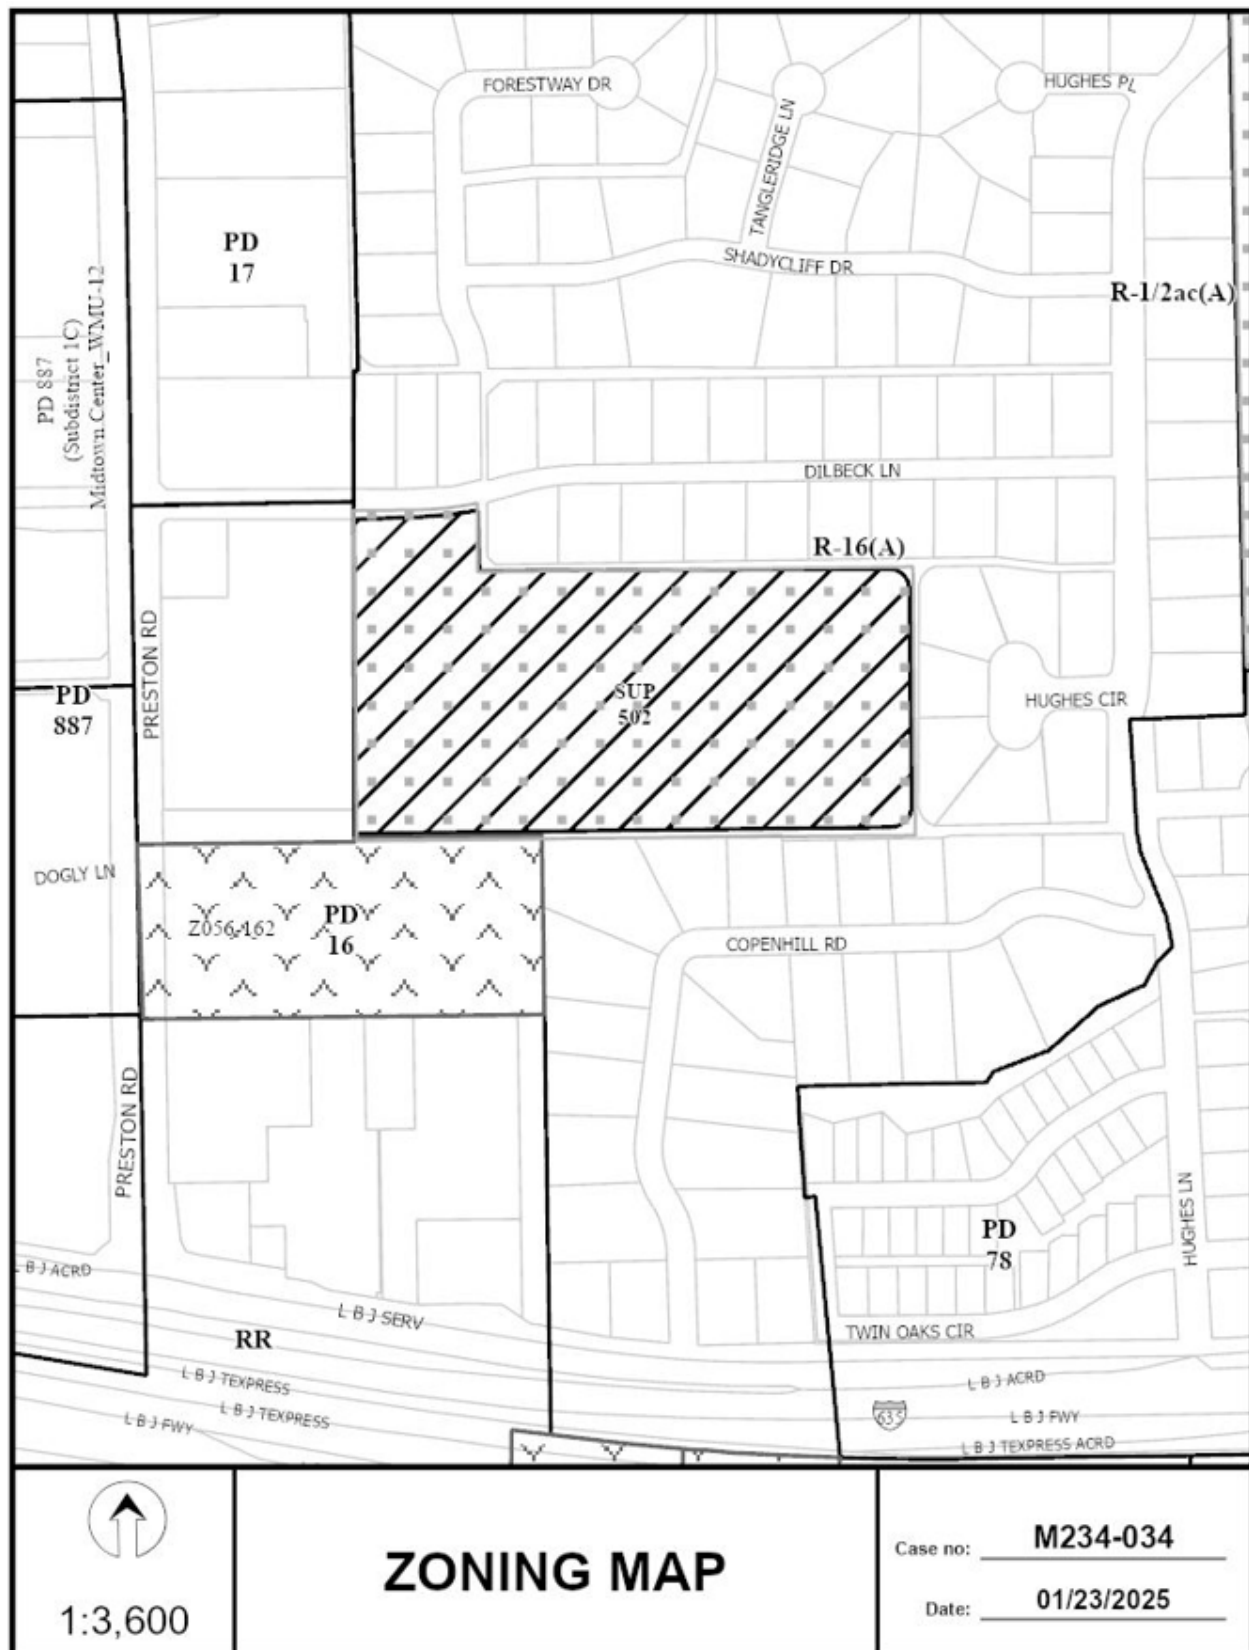 FORESTWAY DR
HUGHES PL
TANGLERIDGE LN
PD
17
SHADYCLIFF DR
R-1/2ac(A)
PD 887
(Subdistrict 1C)
Midtown Center_WMU-12
DILBECK LN
R-16(A)
PRESTON RD
SUP
502
PD
887
HUGHES CIR
DOGLY LN
Z056-162
PD
16
COPENHILL RD
PRESTON RD
HUGHES LN
PD
78
L B J ACRD
L B J SERV
RR
TWIN OAKS CIR
L B J TEXPRESS
L B J ACRD
L B J TEXPRESS
L B J FWY
635
L B J FWY
L B J TEXPRESS ACRD
1:3,600
ZONING MAP
Case no: M234-034
Date: 01/23/2025